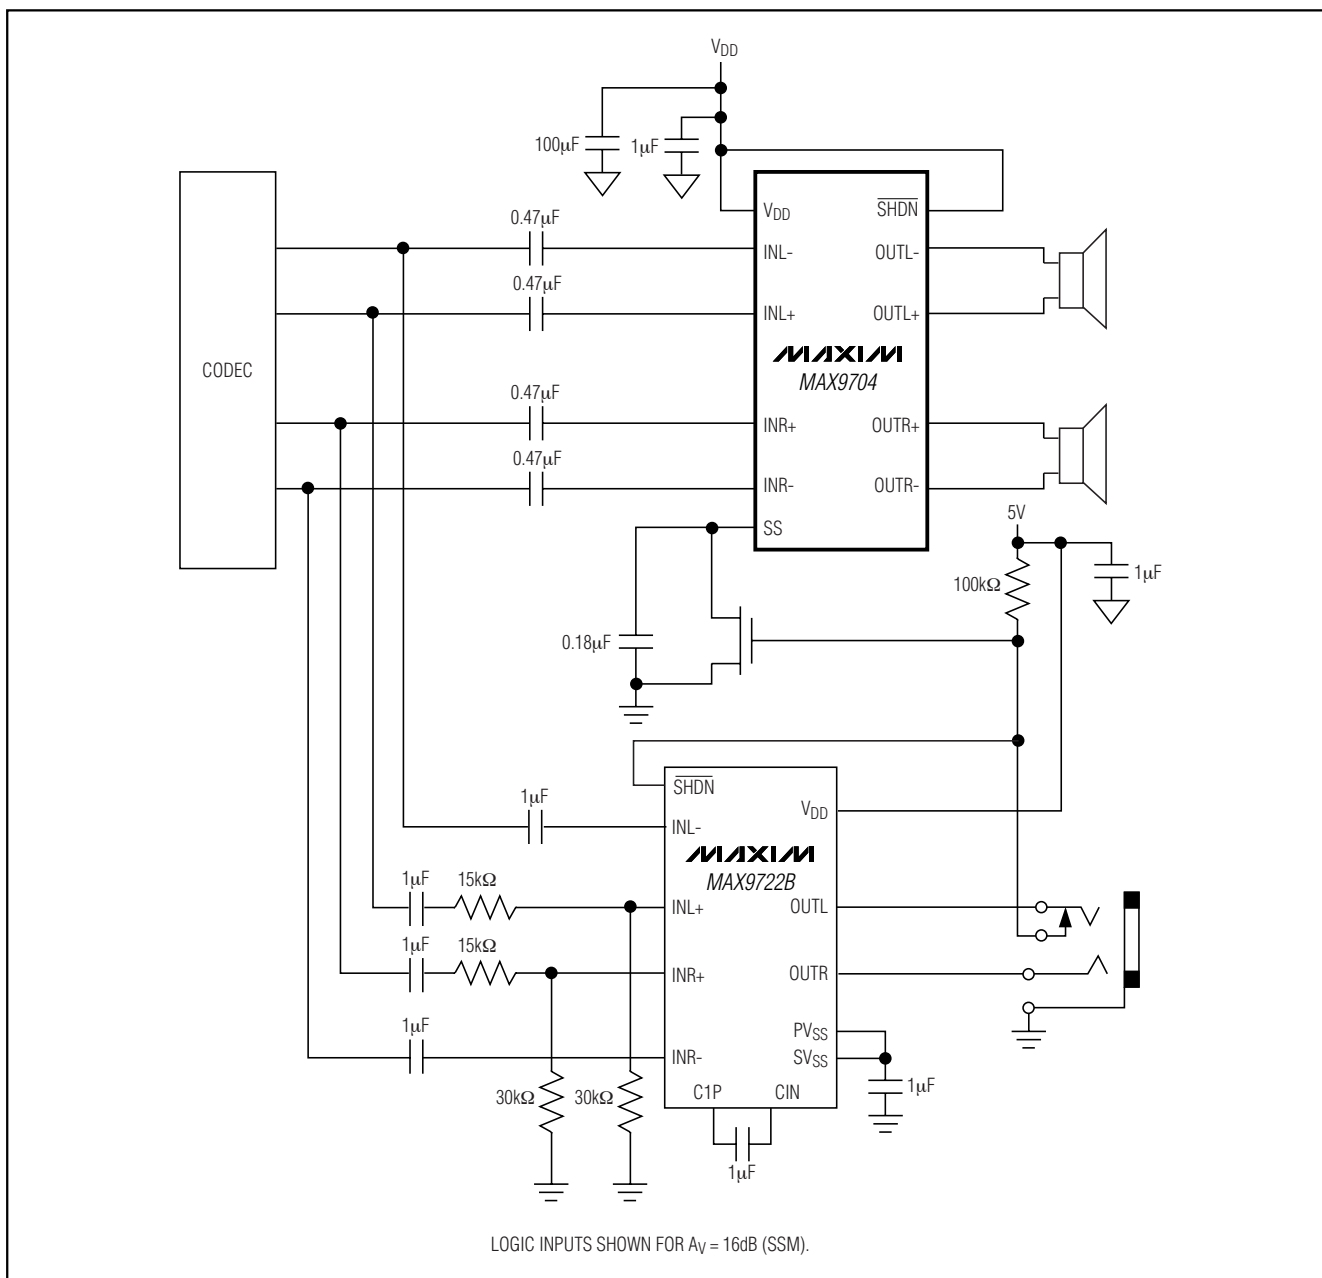 VDD
100µF
1µF
CODEC
0.47µF
0.47µF
0.47µF
0.47µF
VDD
SHDN
INL-
OUTL-
INL+
OUTL+
MAXIM
MAX9704
INR+
OUTR+
INR-
OUTR-
SS
5V
100kΩ
1µF
0.18µF
SHDN
1µF
VDD
INL-
MAXIM
MAX9722B
1µF
15kΩ
INL+
OUTL
1µF
15kΩ
INR+
OUTR
1µF
INR-
PVSS
SVSS
30kΩ
30kΩ
C1P
CIN
1µF
1µF
LOGIC INPUTS SHOWN FOR AV = 16dB (SSM).